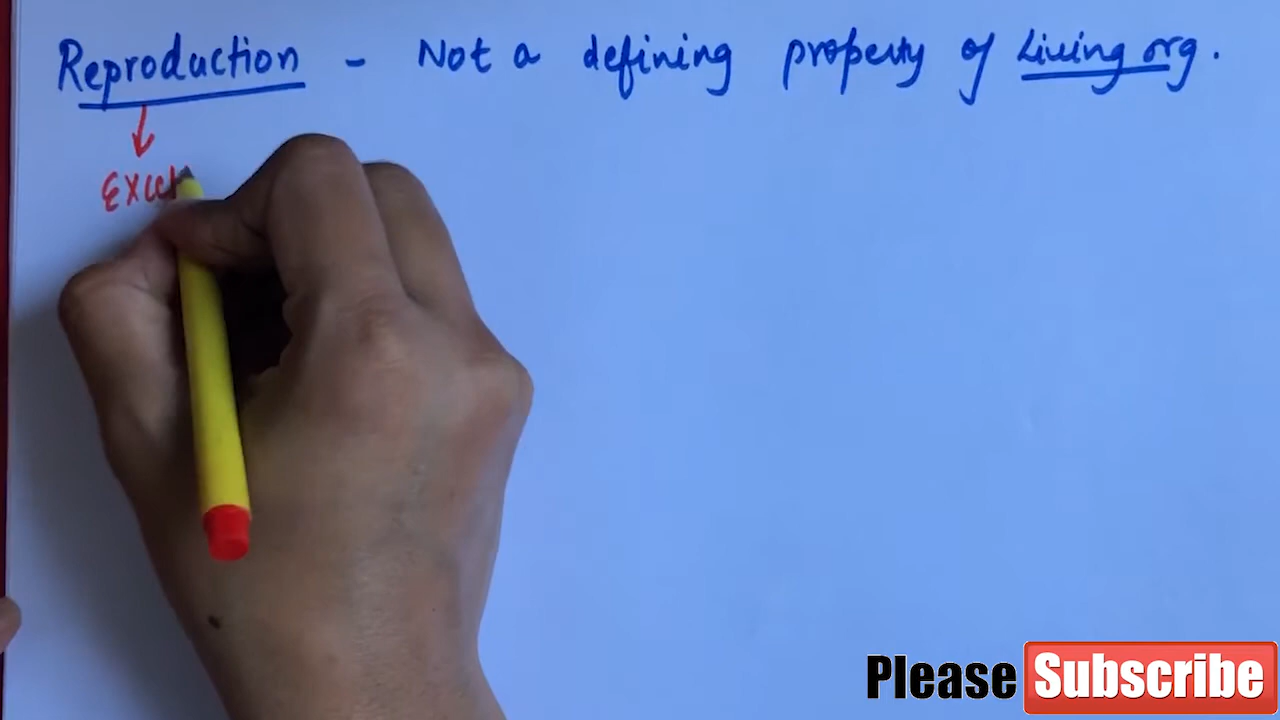 Reproduction - Not a defining property of Living org.
Please Subscribe